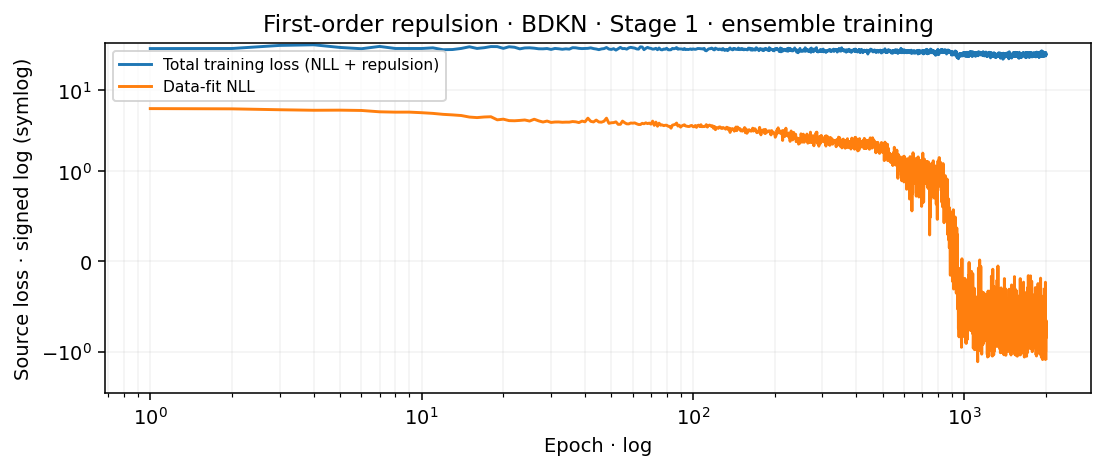 First-order repulsion · BDKN · Stage 1 · ensemble training
Source loss · signed log (symlog)
Total training loss (NLL + repulsion)
Data-fit NLL
10¹
10⁰
0
−10⁰
10⁰
10¹
10²
10³
Epoch · log